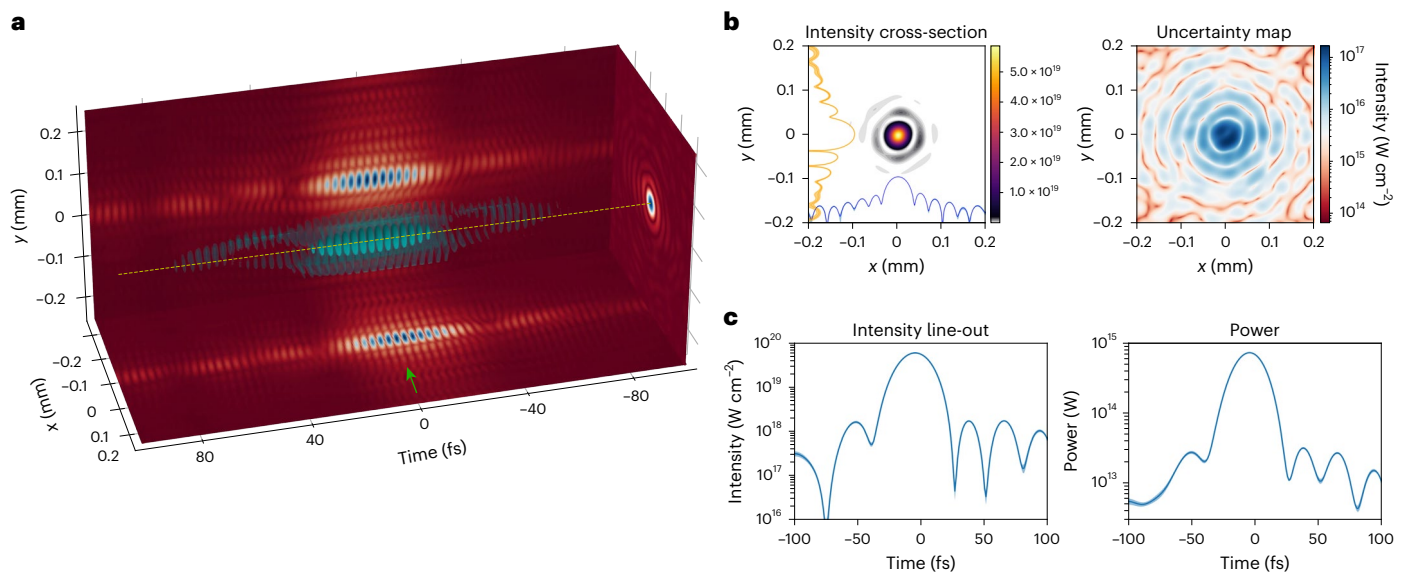 a
y (mm)
0.2
0.1
0
−0.1
−0.2
x (mm)
−0.2
−0.1
0
0.1
0.2
80
40
0
−40
−80
Time (fs)
b
Intensity cross-section
y (mm)
0.2
0.1
0
−0.1
−0.2
−0.2 −0.1 0 0.1 0.2
x (mm)
5.0 × 10¹⁹
4.0 × 10¹⁹
3.0 × 10¹⁹
2.0 × 10¹⁹
1.0 × 10¹⁹
Uncertainty map
y (mm)
0.2
0.1
0
−0.1
−0.2
−0.2 −0.1 0 0.1 0.2
x (mm)
10¹⁷
10¹⁶
10¹⁵
10¹⁴
Intensity (W cm⁻²)
c
Intensity line-out
Intensity (W cm⁻²)
10²⁰
10¹⁹
10¹⁸
10¹⁷
10¹⁶
−100 −50 0 50 100
Time (fs)
Power
Power (W)
10¹⁵
10¹⁴
10¹³
−100 −50 0 50 100
Time (fs)